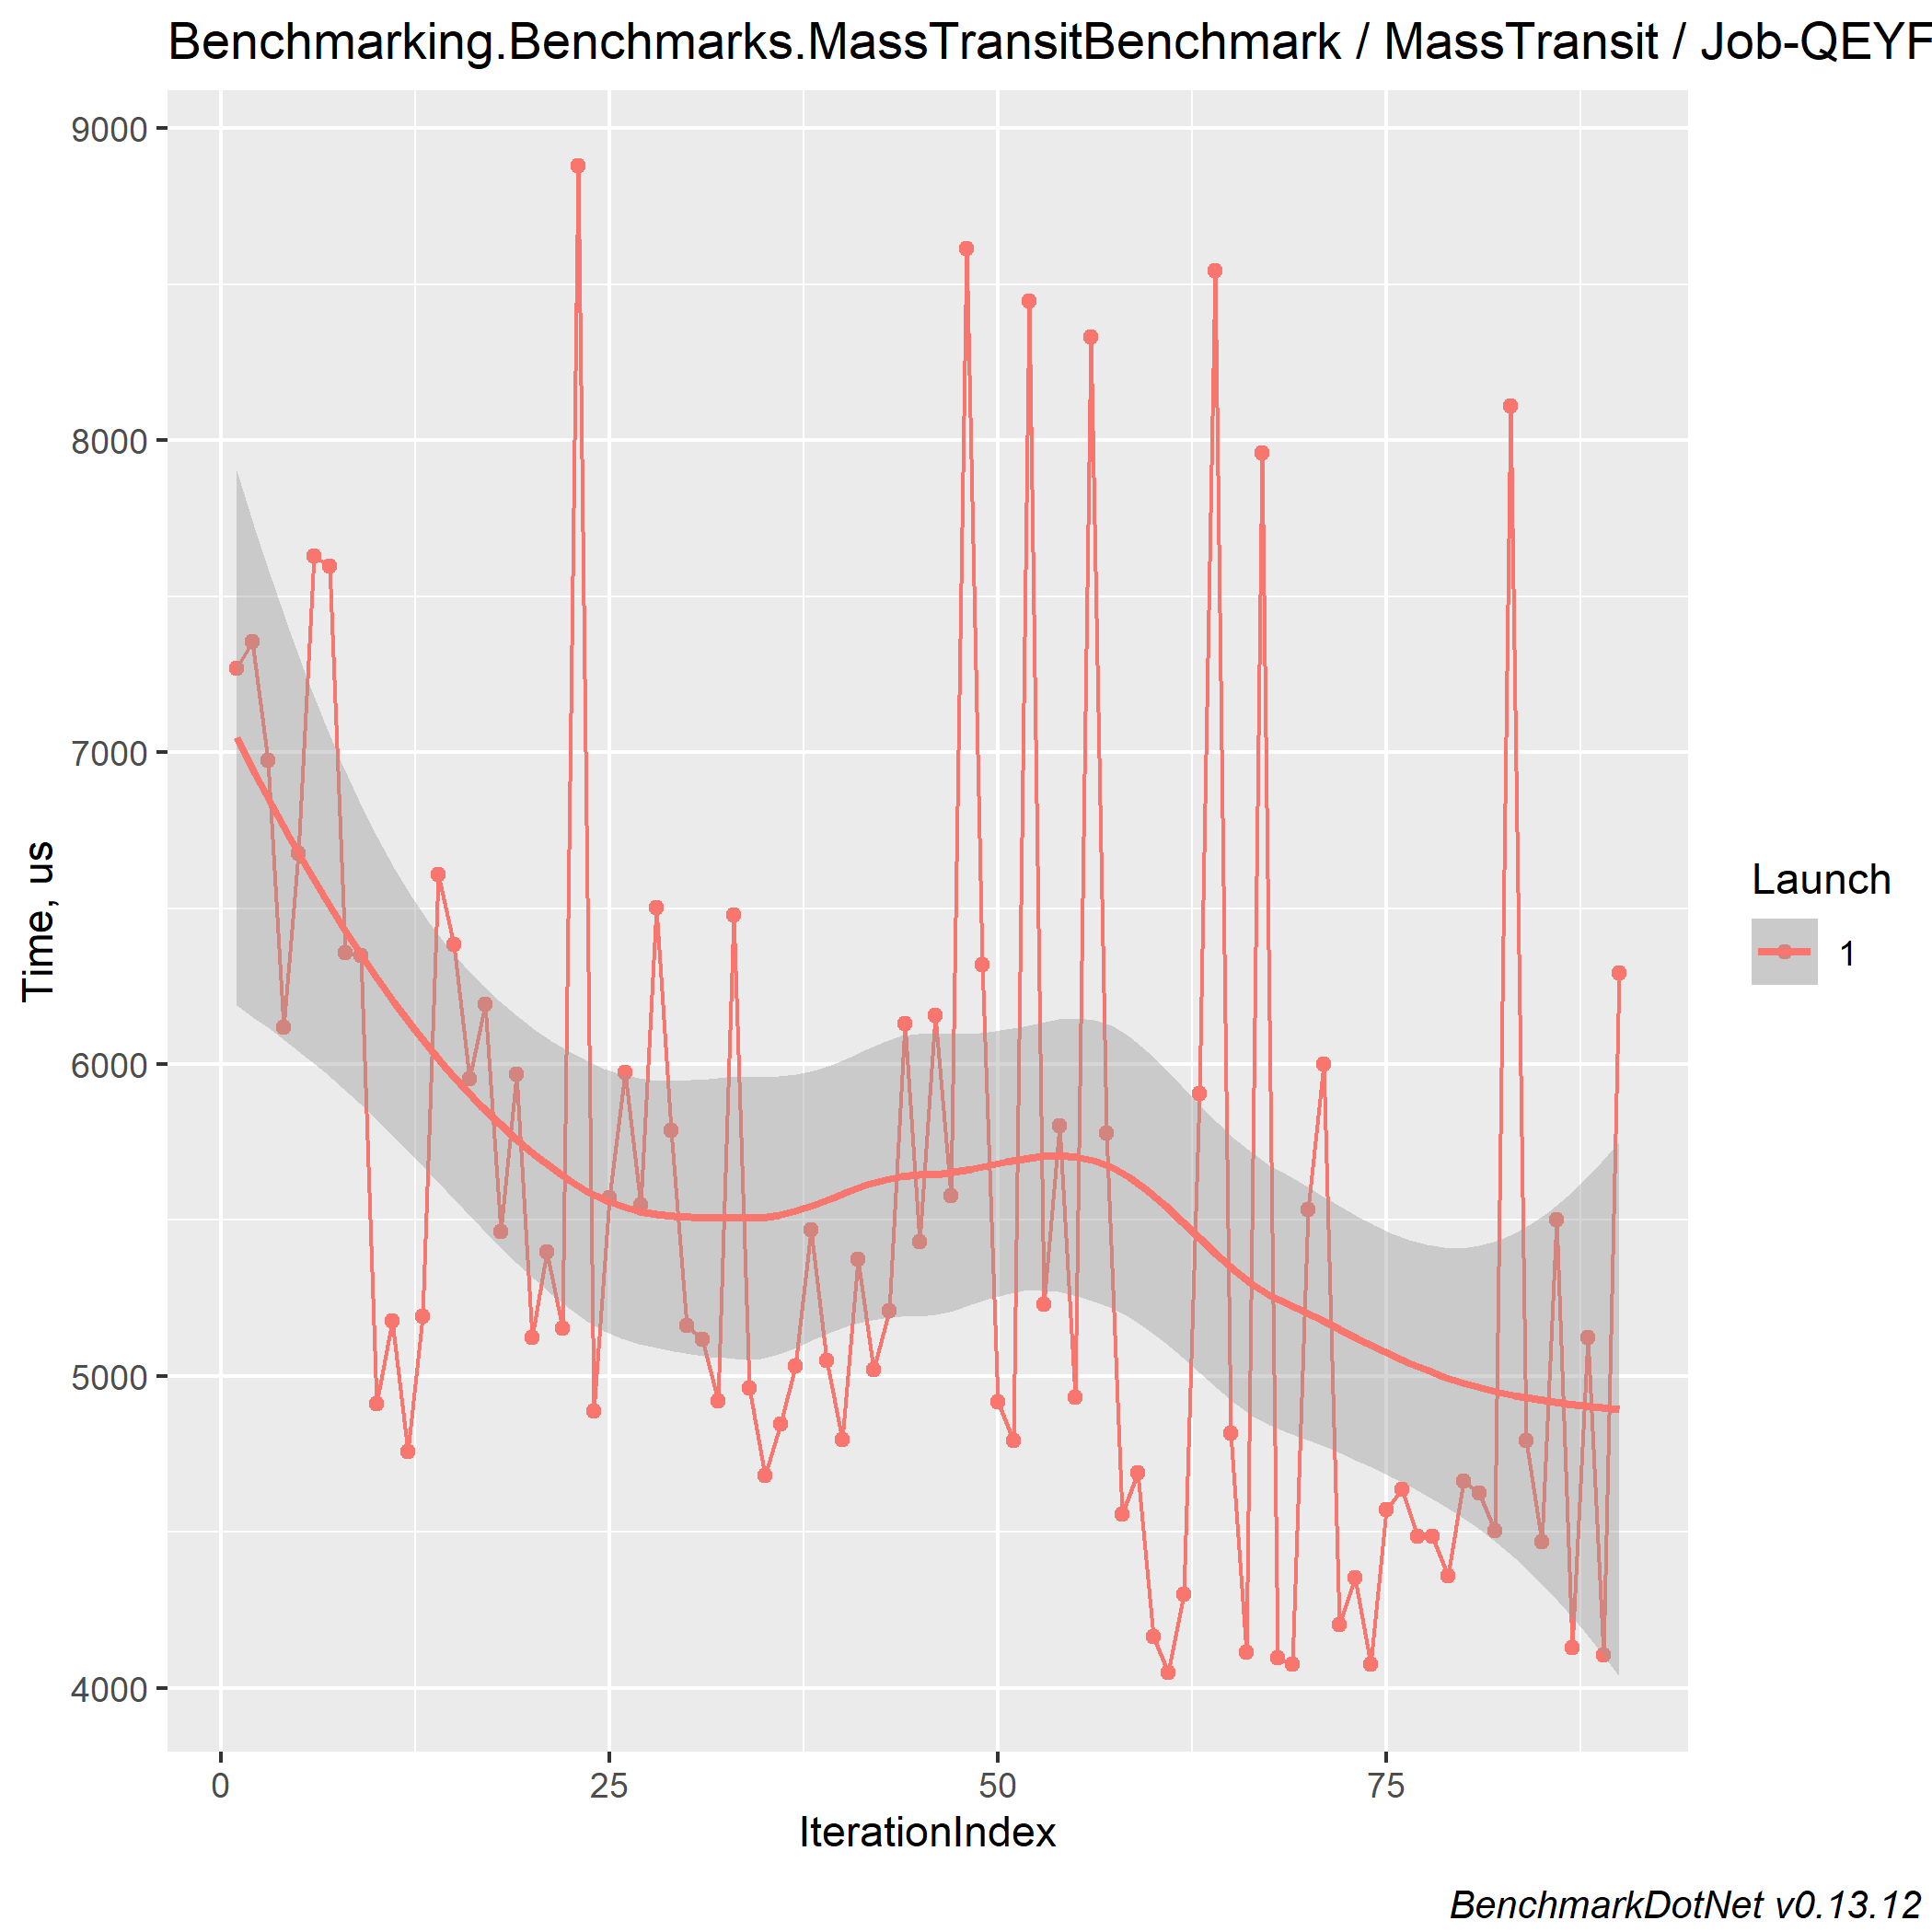 Benchmarking.Benchmarks.MassTransitBenchmark / MassTransit / Job-QEYF
9000
8000
7000
6000
5000
4000
Time, us
0 25 50 75
IterationIndex
Launch
1
BenchmarkDotNet v0.13.12